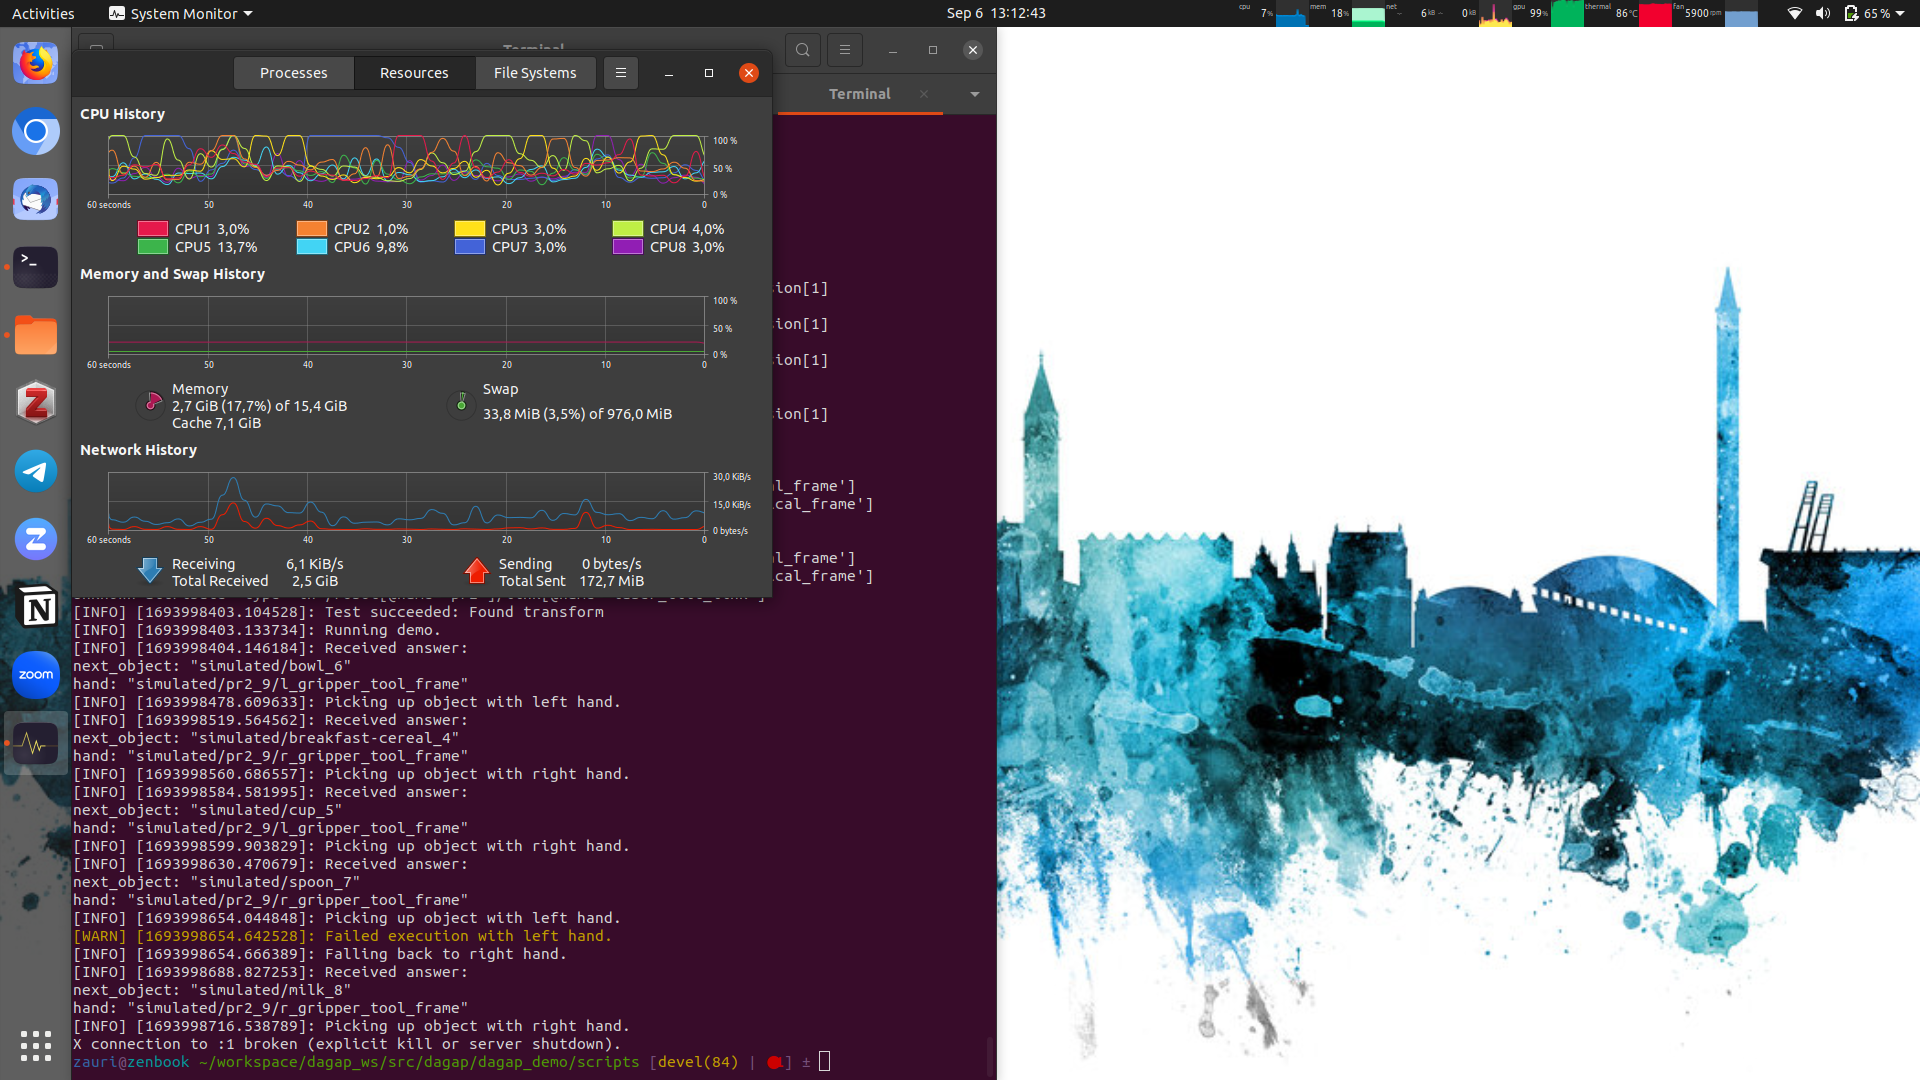 Activities
System Monitor
Sep 6 13:12:43
cpu 7%
mem 18%
net 6 kB 0 kB
gpu 99%
thermal 86°C
fan 5900 rpm
65 %
Terminal
Processes
Resources
File Systems
Terminal
CPU History
100 %
50 %
0 %
60 seconds 50 40 30 20 10 0
CPU1 3,0%
CPU2 1,0%
CPU3 3,0%
CPU4 4,0%
CPU5 13,7%
CPU6 9,8%
CPU7 3,0%
CPU8 3,0%
Memory and Swap History
100 %
50 %
0 %
60 seconds 50 40 30 20 10 0
Memory
2,7 GiB (17,7%) of 15,4 GiB
Cache 7,1 GiB
Swap
33,8 MiB (3,5%) of 976,0 MiB
Network History
30,0 KiB/s
15,0 KiB/s
0 bytes/s
60 seconds 50 40 30 20 10 0
Receiving 6,1 KiB/s
Total Received 2,5 GiB
Sending 0 bytes/s
Total Sent 172,7 MiB
ion[1]
ion[1]
ion[1]
ion[1]
l_frame']
cal_frame']
l_frame']
cal_frame']
[INFO] [1693998403.104528]: Test succeeded: Found transform
[INFO] [1693998403.133734]: Running demo.
[INFO] [1693998404.146184]: Received answer:
next_object: "simulated/bowl_6"
hand: "simulated/pr2_9/l_gripper_tool_frame"
[INFO] [1693998478.609633]: Picking up object with left hand.
[INFO] [1693998519.564562]: Received answer:
next_object: "simulated/breakfast-cereal_4"
hand: "simulated/pr2_9/r_gripper_tool_frame"
[INFO] [1693998560.686557]: Picking up object with right hand.
[INFO] [1693998584.581995]: Received answer:
next_object: "simulated/cup_5"
hand: "simulated/pr2_9/l_gripper_tool_frame"
[INFO] [1693998599.903829]: Picking up object with right hand.
[INFO] [1693998630.470679]: Received answer:
next_object: "simulated/spoon_7"
hand: "simulated/pr2_9/r_gripper_tool_frame"
[INFO] [1693998654.044848]: Picking up object with left hand.
[WARN] [1693998654.642528]: Failed execution with left hand.
[INFO] [1693998654.666389]: Falling back to right hand.
[INFO] [1693998688.827253]: Received answer:
next_object: "simulated/milk_8"
hand: "simulated/pr2_9/r_gripper_tool_frame"
[INFO] [1693998716.538789]: Picking up object with right hand.
X connection to :1 broken (explicit kill or server shutdown).
zauri@zenbook ~/workspace/dagap_ws/src/dagap/dagap_demo/scripts [devel(84) | ] ±
zoom